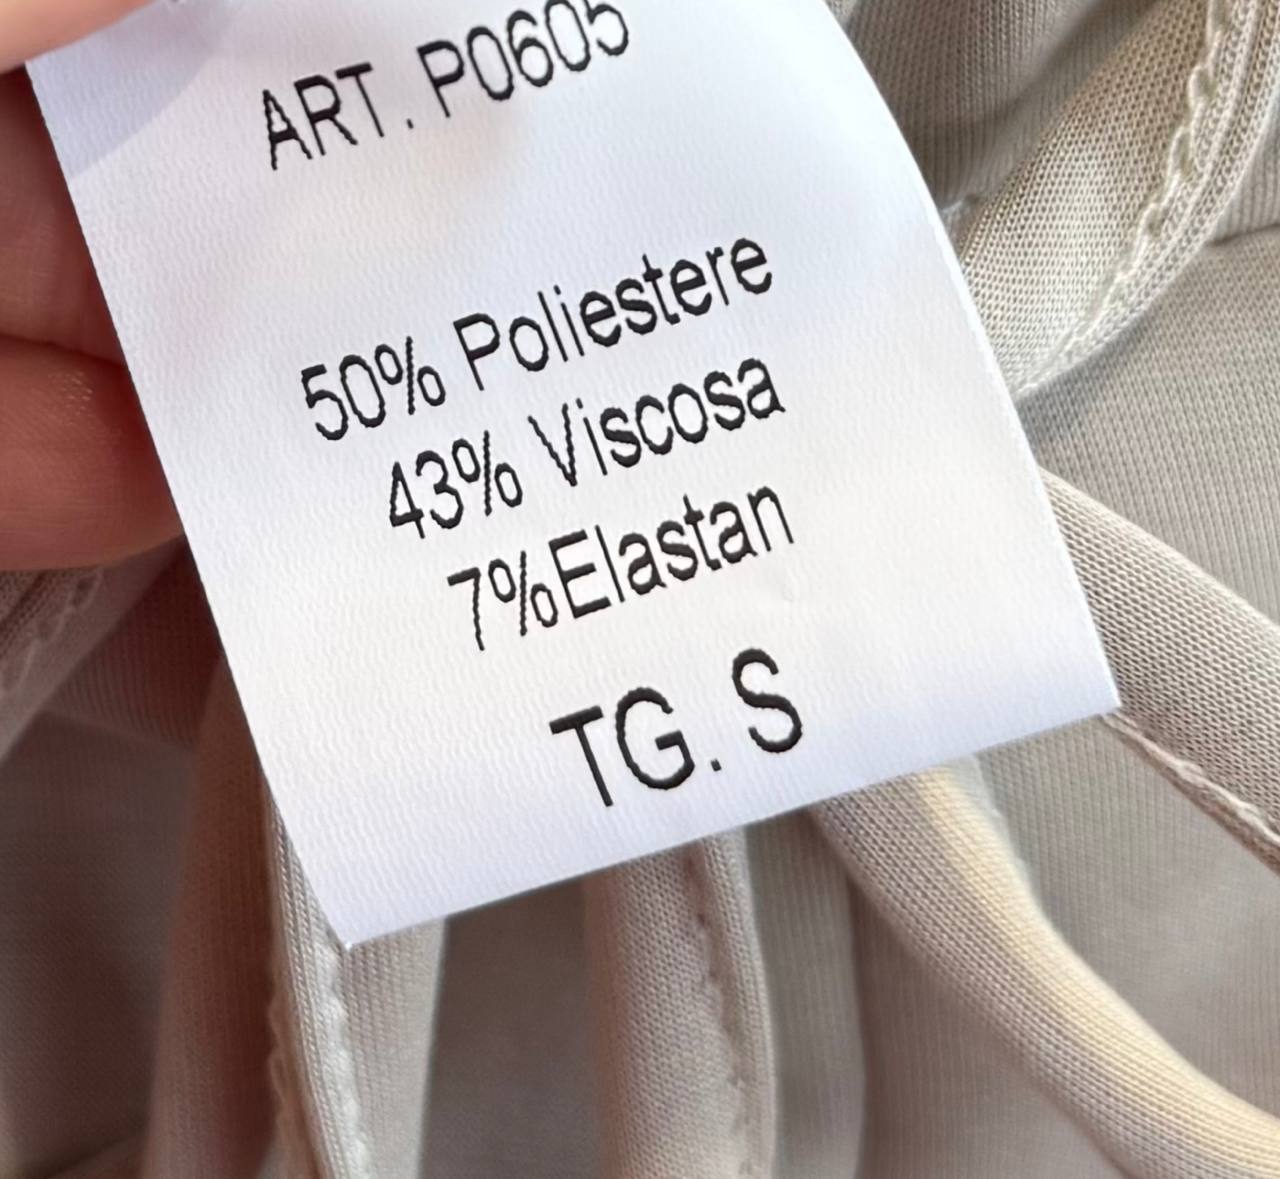 ART. P0605
50% Poliestere
43% Viscosa
7%Elastan
TG. S